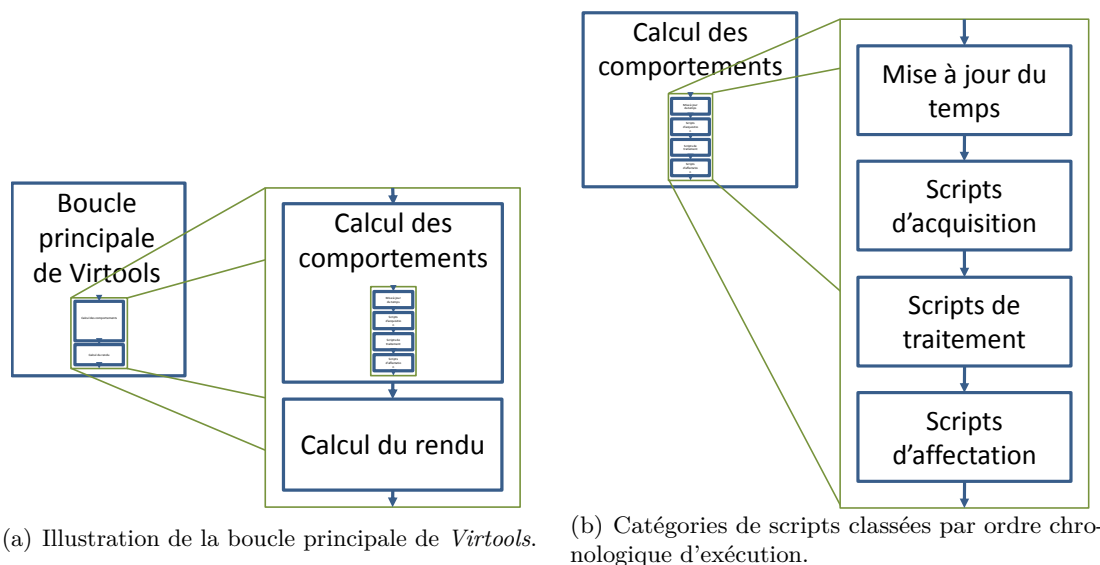 Boucle
principale
de Virtools
Calcul des
comportements
Calcul du rendu
(a) Illustration de la boucle principale de Virtools.
Calcul des
comportements
Mise à jour du
temps
Scripts
d'acquisition
Scripts de
traitement
Scripts
d'affectation
(b) Catégories de scripts classées par ordre chro-
nologique d'exécution.